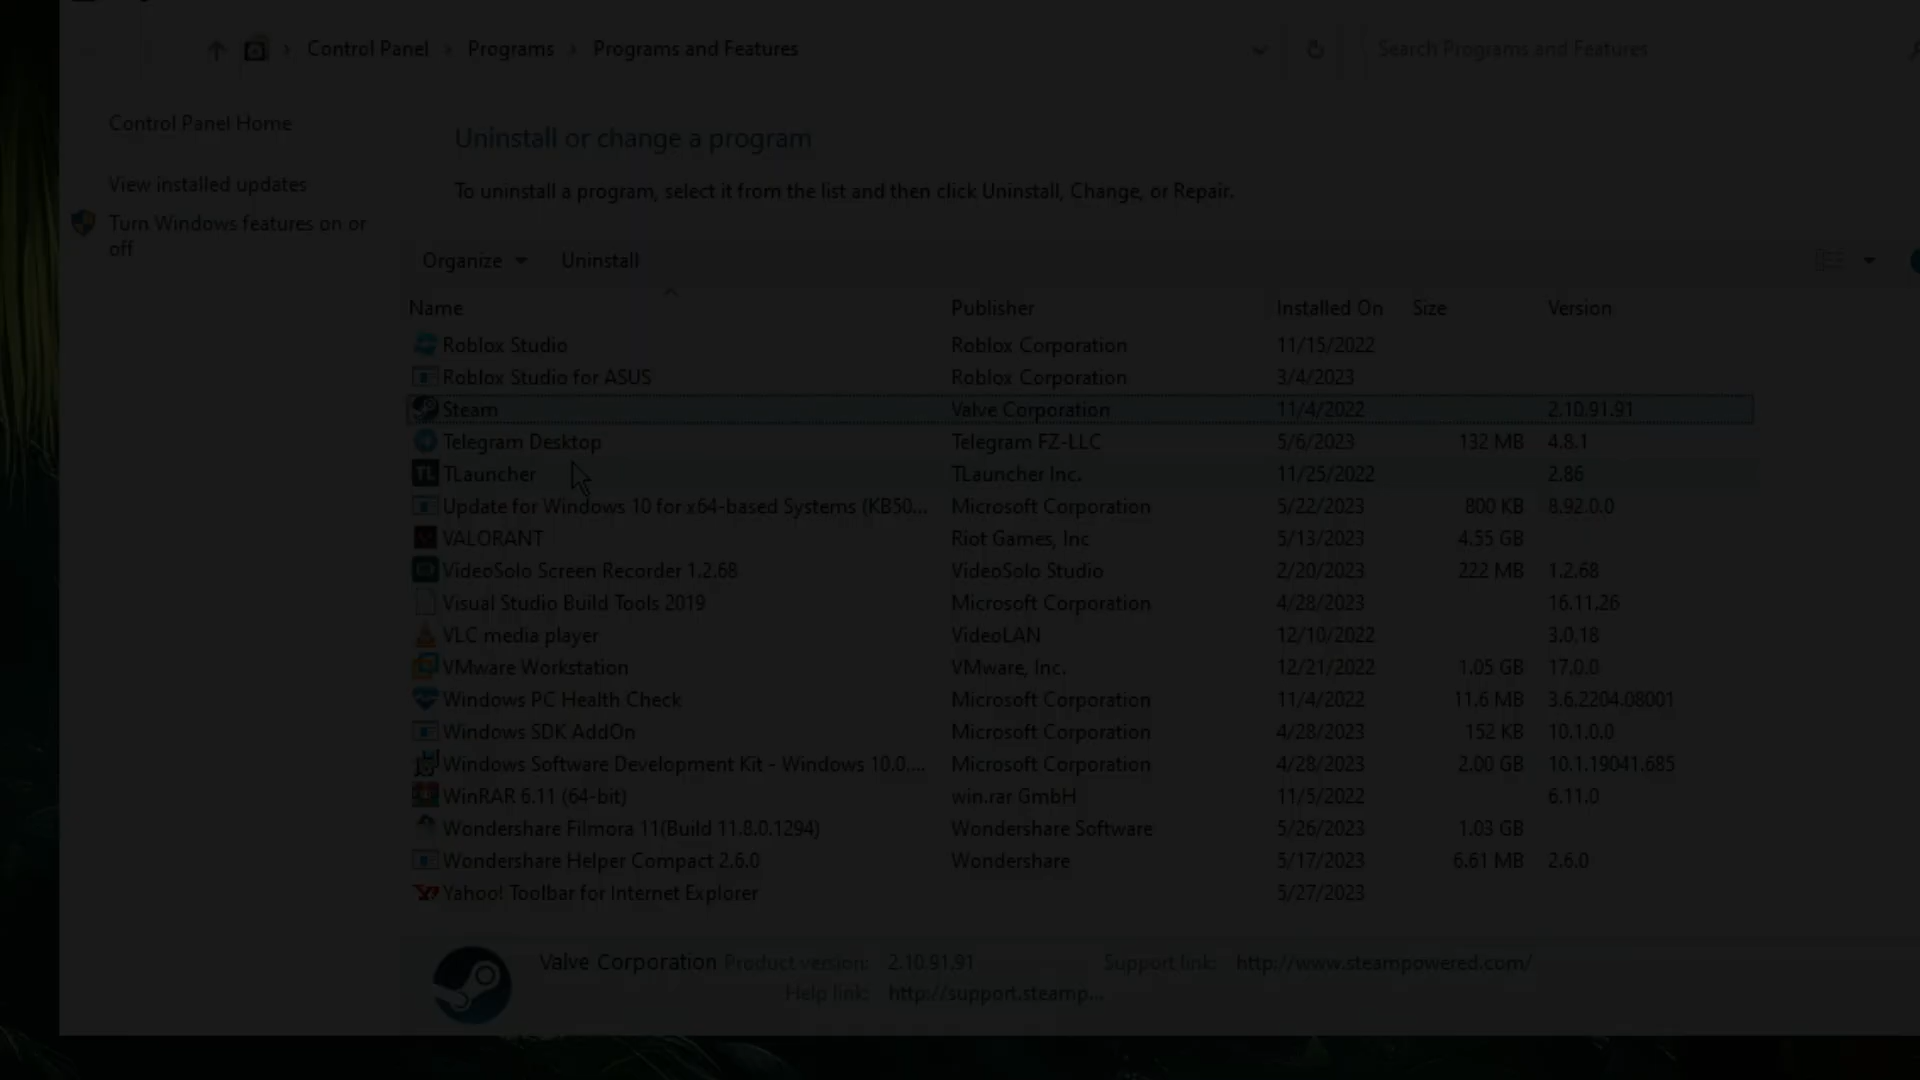 Control Panel Programs Programs and Features Search Programs and Features
Control Panel Home
Uninstall or change a program
View installed updates
To uninstall a program, select it from the list and then click Uninstall, Change, or Repair.
Turn Windows features on or
off
Organize Uninstall
Name Publisher Installed On Size Version
Roblox Studio Roblox Corporation 11/15/2022
Roblox Studio for ASUS Roblox Corporation 3/4/2023
Steam Valve Corporation 11/4/2022 2.10.91.91
Telegram Desktop Telegram FZ-LLC 5/6/2023 132 MB 4.8.1
TL TLauncher TLauncher Inc. 11/25/2022 2.86
Update for Windows 10 for x64-based Systems (KB50... Microsoft Corporation 5/22/2023 800 KB 8.92.0.0
VALORANT Riot Games, Inc 5/13/2023 4.55 GB
VideoSolo Screen Recorder 1.2.68 VideoSolo Studio 2/20/2023 222 MB 1.2.68
Visual Studio Build Tools 2019 Microsoft Corporation 4/28/2023 16.11.26
VLC media player VideoLAN 12/10/2022 3.0.18
VMware Workstation VMware, Inc. 12/21/2022 1.05 GB 17.0.0
Windows PC Health Check Microsoft Corporation 11/4/2022 11.6 MB 3.6.2204.08001
Windows SDK AddOn Microsoft Corporation 4/28/2023 152 KB 10.1.0.0
Windows Software Development Kit - Windows 10.0.... Microsoft Corporation 4/28/2023 2.00 GB 10.1.19041.685
WinRAR 6.11 (64-bit) win.rar GmbH 11/5/2022 6.11.0
Wondershare Filmora 11(Build 11.8.0.1294) Wondershare Software 5/26/2023 1.03 GB
Wondershare Helper Compact 2.6.0 Wondershare 5/17/2023 6.61 MB 2.6.0
Yahoo! Toolbar for Internet Explorer 5/27/2023
Valve Corporation Product version: 2.10.91.91 Support link: http://www.steampowered.com/
Help link: http://support.steamp...